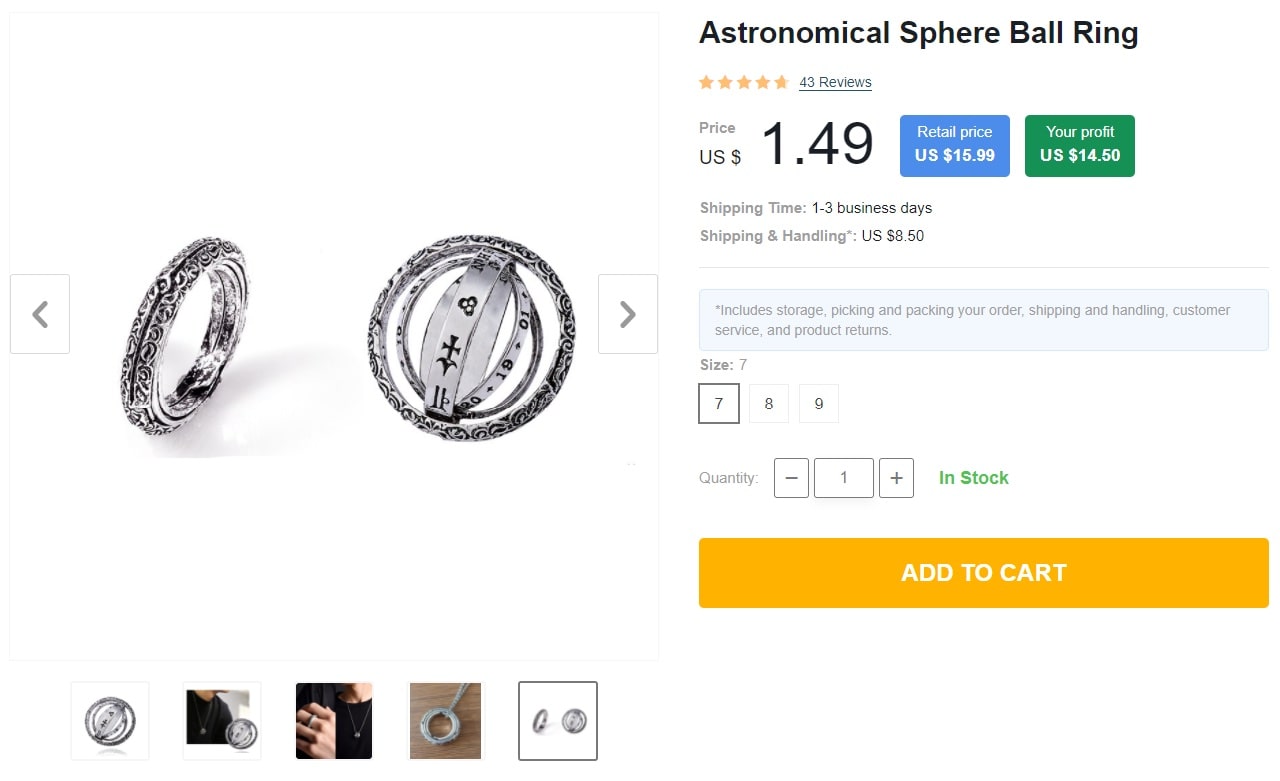 Astronomical Sphere Ball Ring
43 Reviews
Price
US $ 1.49
Retail price
US $15.99
Your profit
US $14.50
Shipping Time: 1-3 business days
Shipping & Handling*: US $8.50
*Includes storage, picking and packing your order, shipping and handling, customer
service, and product returns.
Size: 7
7 8 9
Quantity: − 1 + In Stock
ADD TO CART